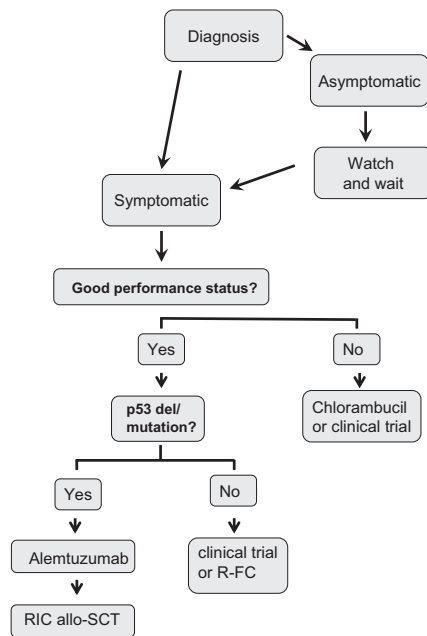 Diagnosis
Asymptomatic
Watch
and wait
Symptomatic
Good performance status?
Yes
No
p53 del/
mutation?
Chlorambucil
or clinical trial
Yes
No
Alemtuzumab
clinical trial
or R-FC
RIC allo-SCT